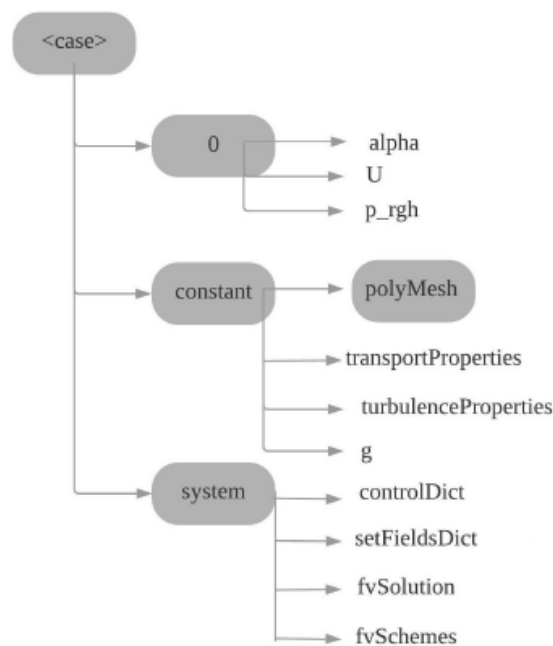 <case>
0
alpha
U
p_rgh
constant
polyMesh
transportProperties
turbulenceProperties
g
system
controlDict
setFieldsDict
fvSolution
fvSchemes